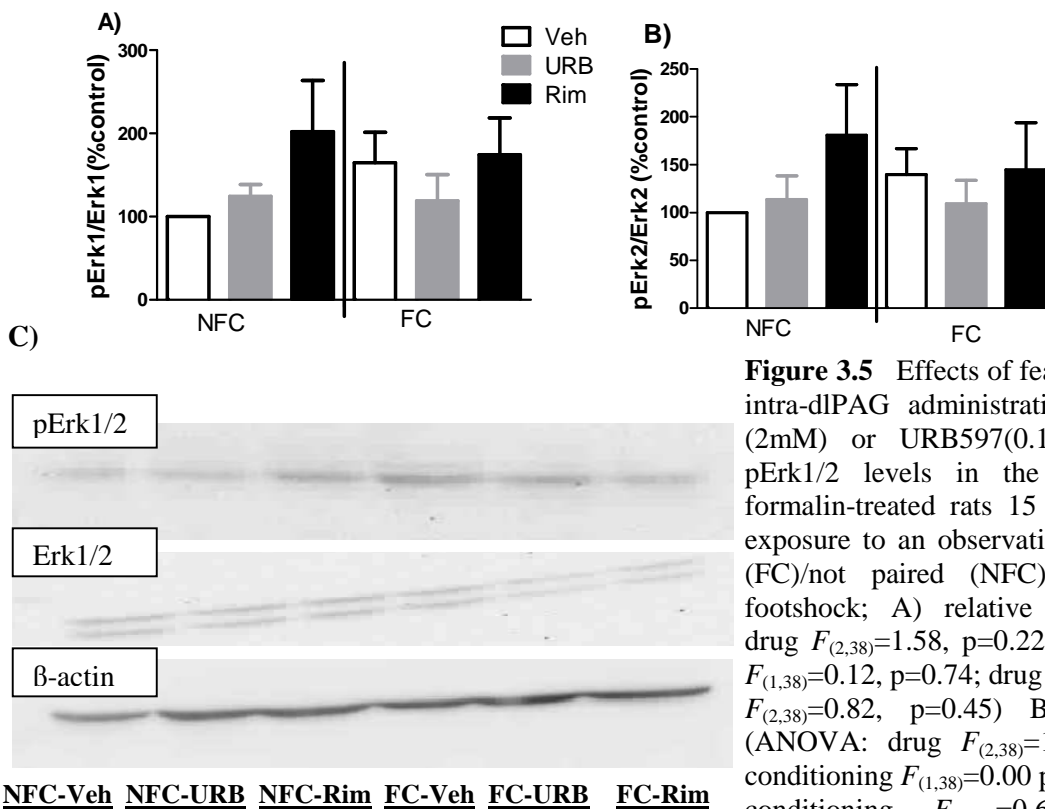 A)
300
200
100
0
pErk1/Erk1 (%control)
NFC
FC
Veh
URB
Rim
B)
250
200
150
100
50
0
pErk2/Erk2 (%control)
NFC
FC
C)
pErk1/2
Erk1/2
ß-actin
NFC-Veh NFC-URB NFC-Rim FC-Veh FC-URB FC-Rim
Figure 3.5 Effects of
intra-dlPAG
(2mM) or URB597(0.1
pErk1/2 levels in the
formalin-treated rats 15
exposure to an
(FC)/not paired (NFC)
footshock; A) relative
drug F(2,38)=1.58, p=0.22
F(1,38)=0.12, p=0.74; drug
F(2,38)=0.82, p=0.45) B
(ANOVA: drug F(2,38)=
conditioning F(1,38)=0.00 p
conditioning